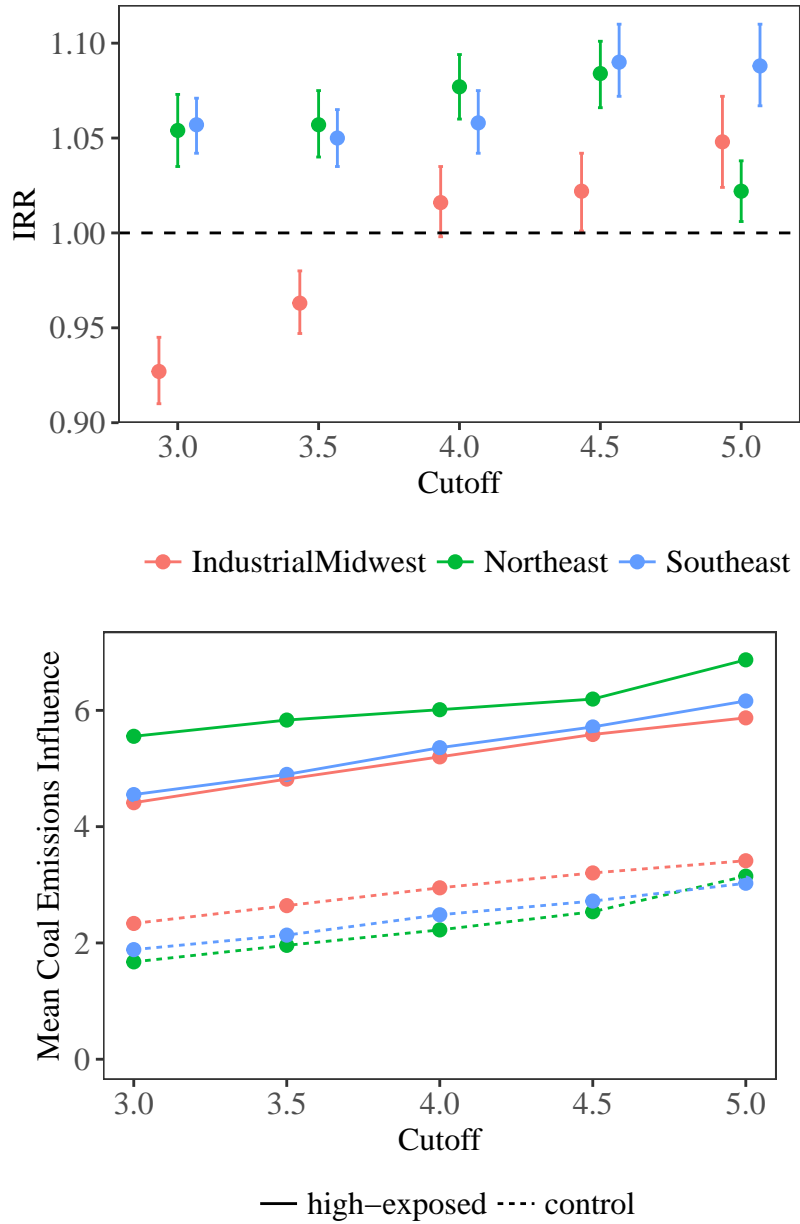 1.10
1.05
1.00
0.95
0.90
IRR
3.0 3.5 4.0 4.5 5.0
Cutoff
IndustrialMidwest Northeast Southeast
6
4
2
0
Mean Coal Emissions Influence
3.0 3.5 4.0 4.5 5.0
Cutoff
high−exposed control